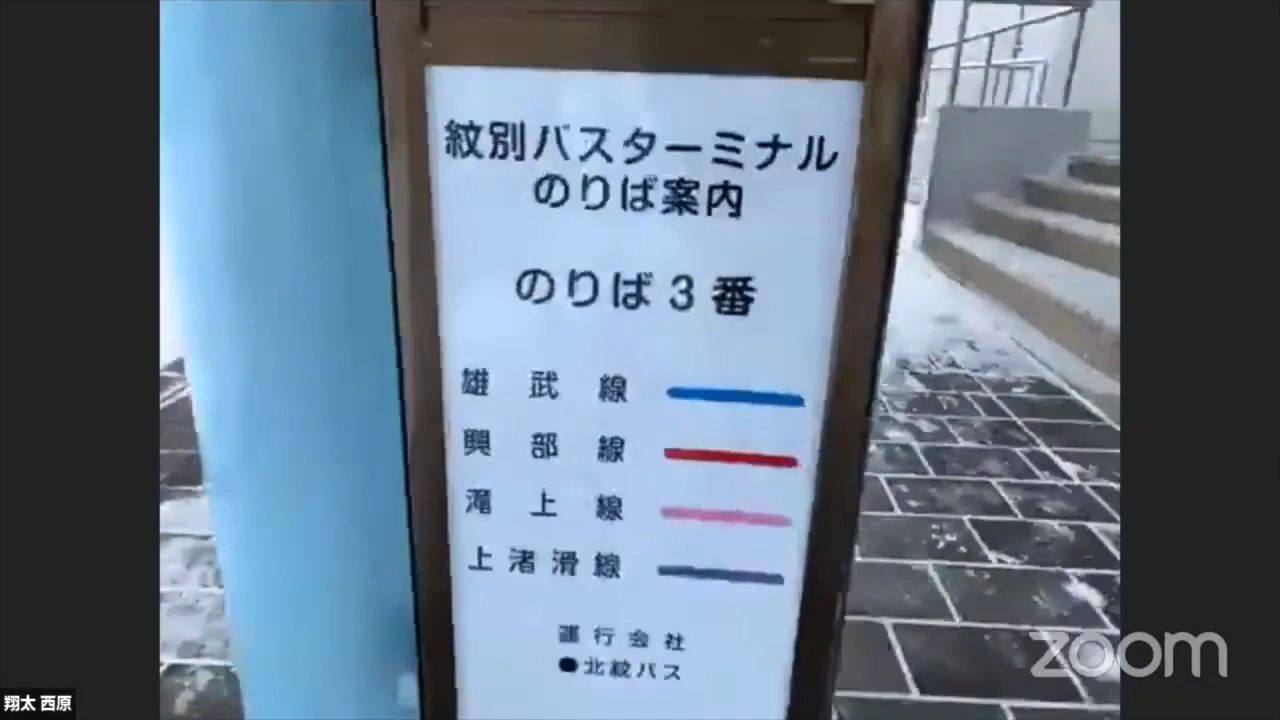 紋別バスターミナル
のりば案内
のりば3番
雄武線
興部線
滝上線
上渚滑線
運行会社
●北紋バス
zoom
翔太 西原